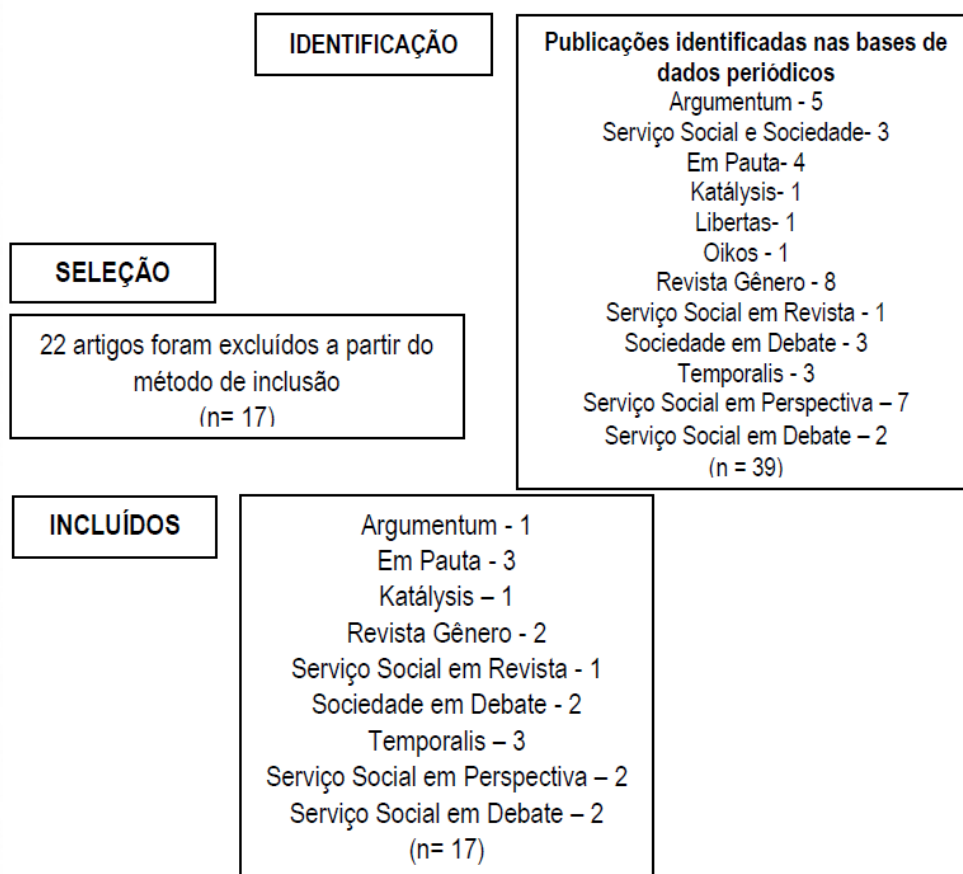 IDENTIFICAÇÃO
Publicações identificadas nas bases de
dados periódicos
Argumentum - 5
Serviço Social e Sociedade- 3
Em Pauta- 4
Katálysis- 1
Libertas- 1
Oikos - 1
Revista Gênero - 8
Serviço Social em Revista - 1
Sociedade em Debate - 3
Temporalis - 3
Serviço Social em Perspectiva – 7
Serviço Social em Debate – 2
(n = 39)
SELEÇÃO
22 artigos foram excluídos a partir do
método de inclusão
(n= 17)
INCLUÍDOS
Argumentum - 1
Em Pauta - 3
Katálysis – 1
Revista Gênero - 2
Serviço Social em Revista - 1
Sociedade em Debate - 2
Temporalis – 3
Serviço Social em Perspectiva – 2
Serviço Social em Debate – 2
(n= 17)